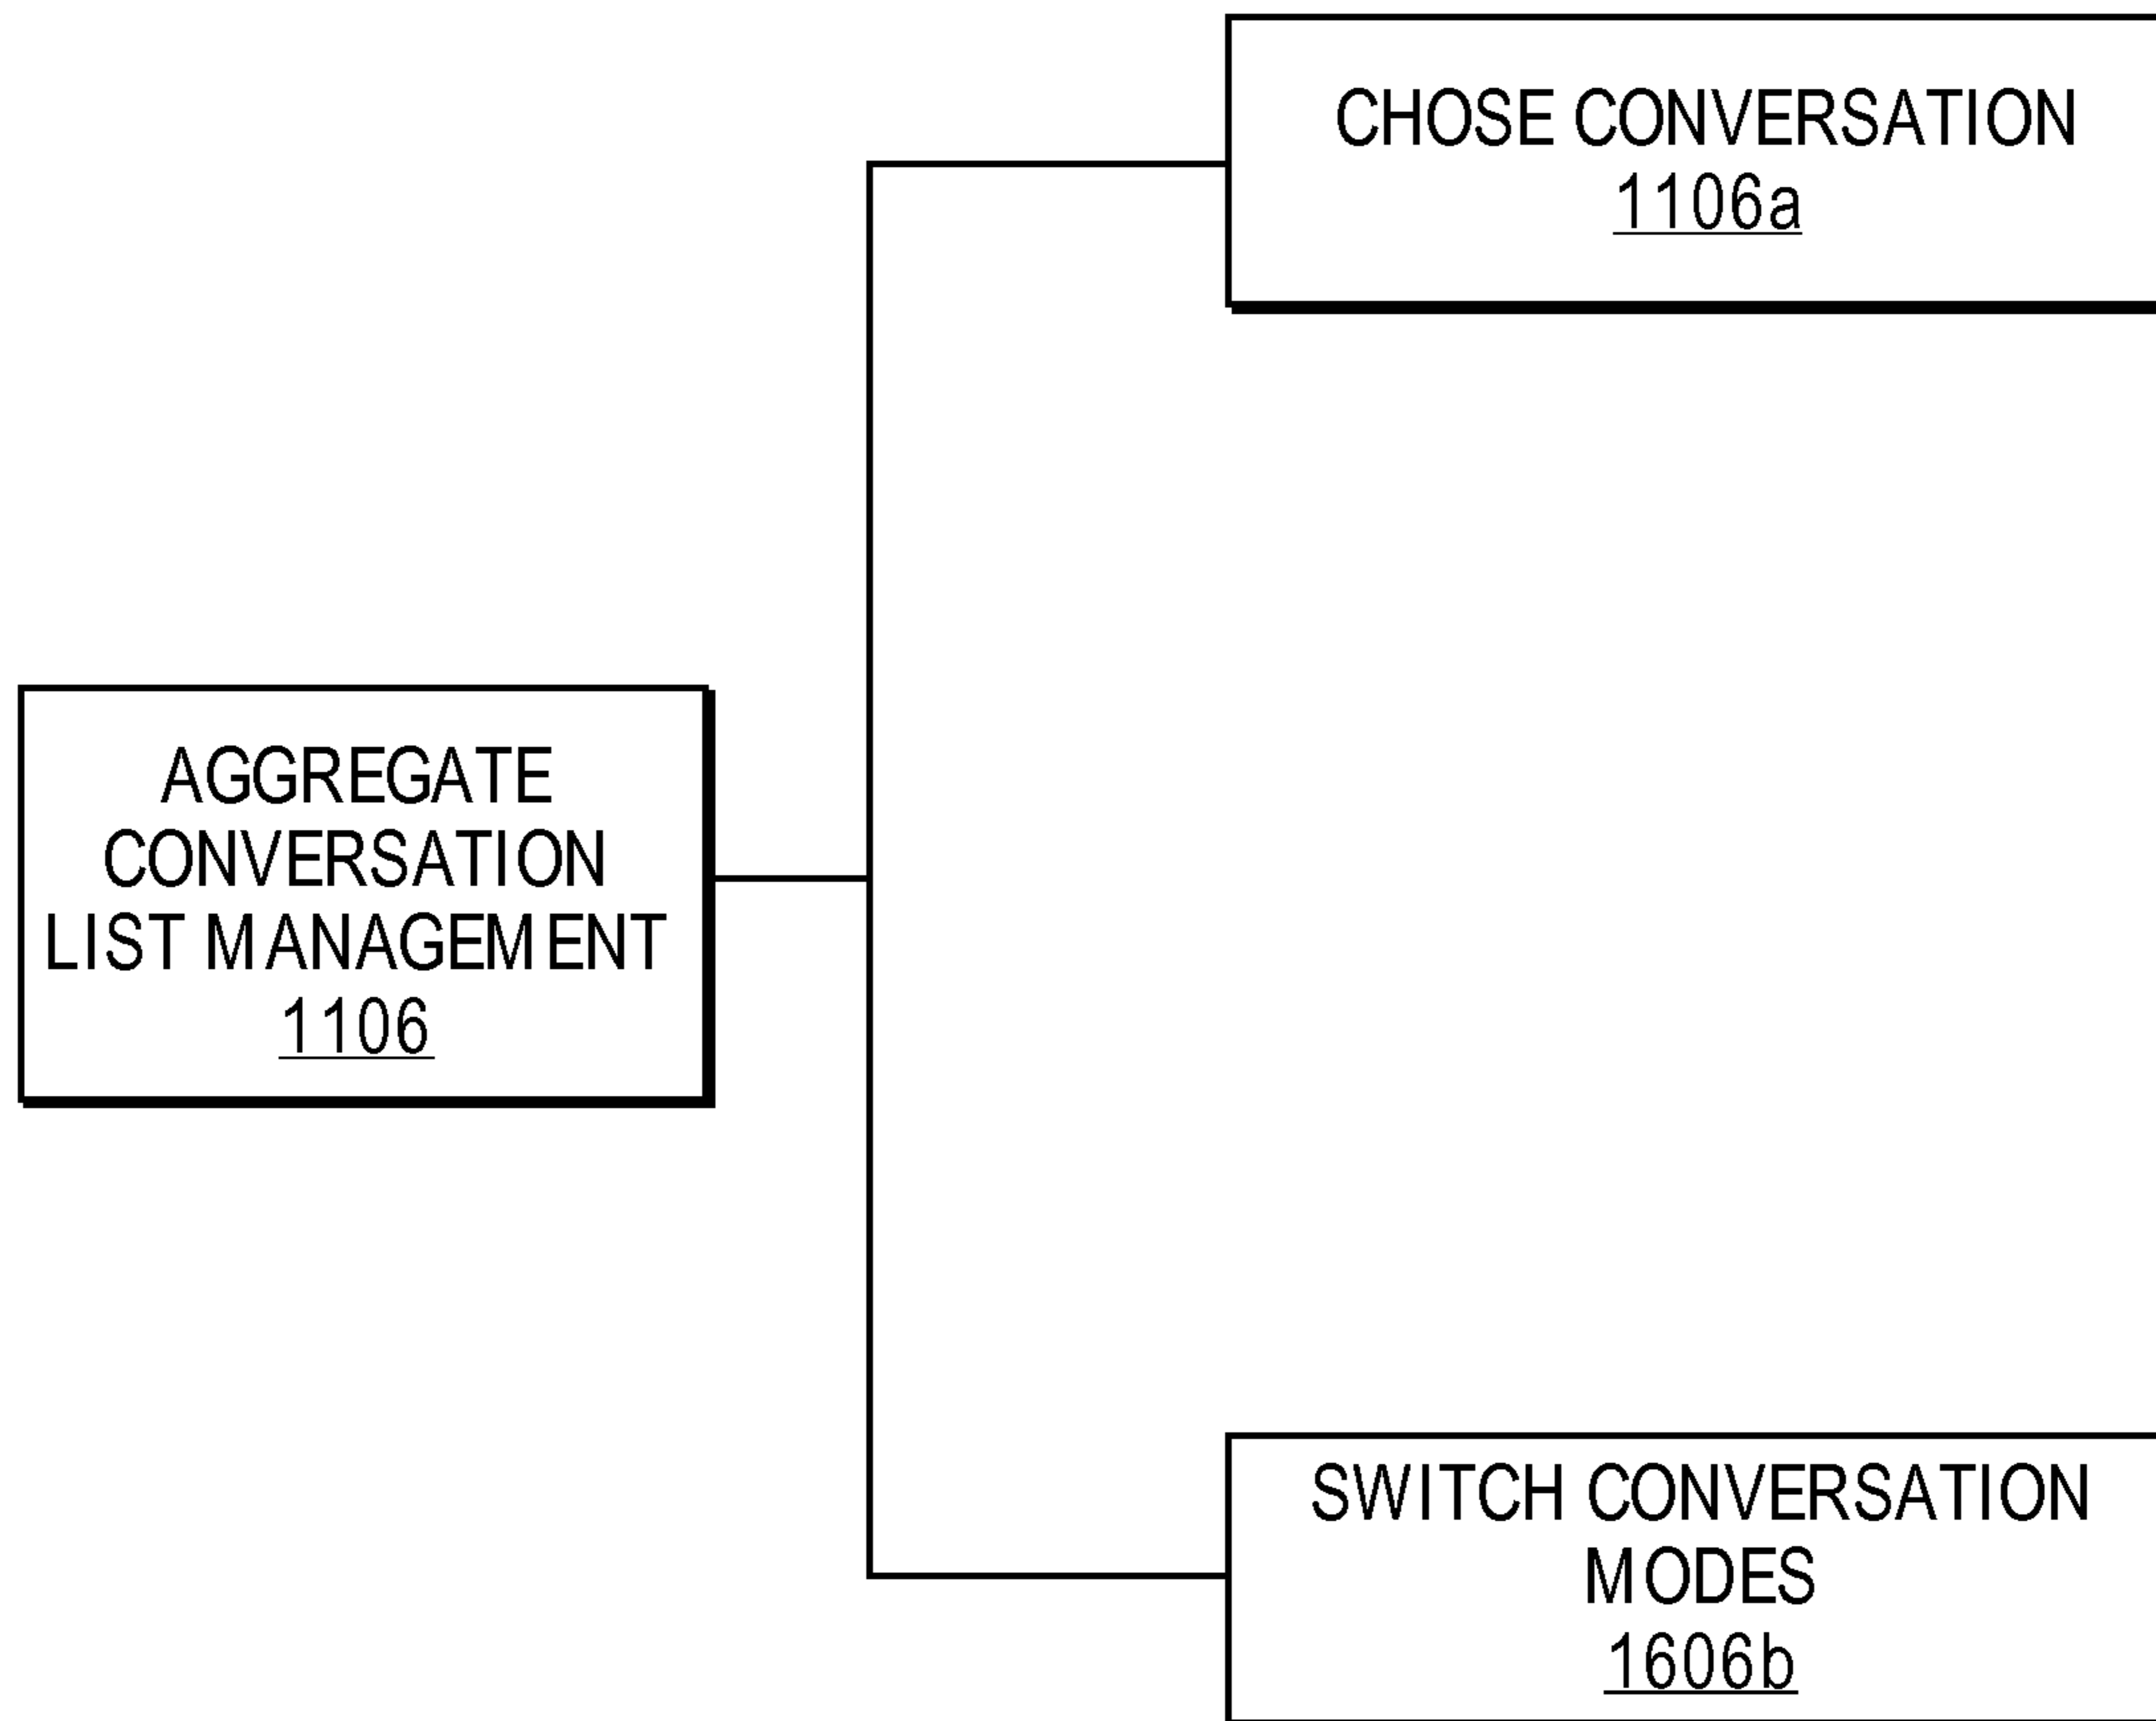 CHOSE CONVERSATION
1106a
AGGREGATE
CONVERSATION
LIST MANAGEMENT
1106
SWITCH CONVERSATION
MODES
1606b